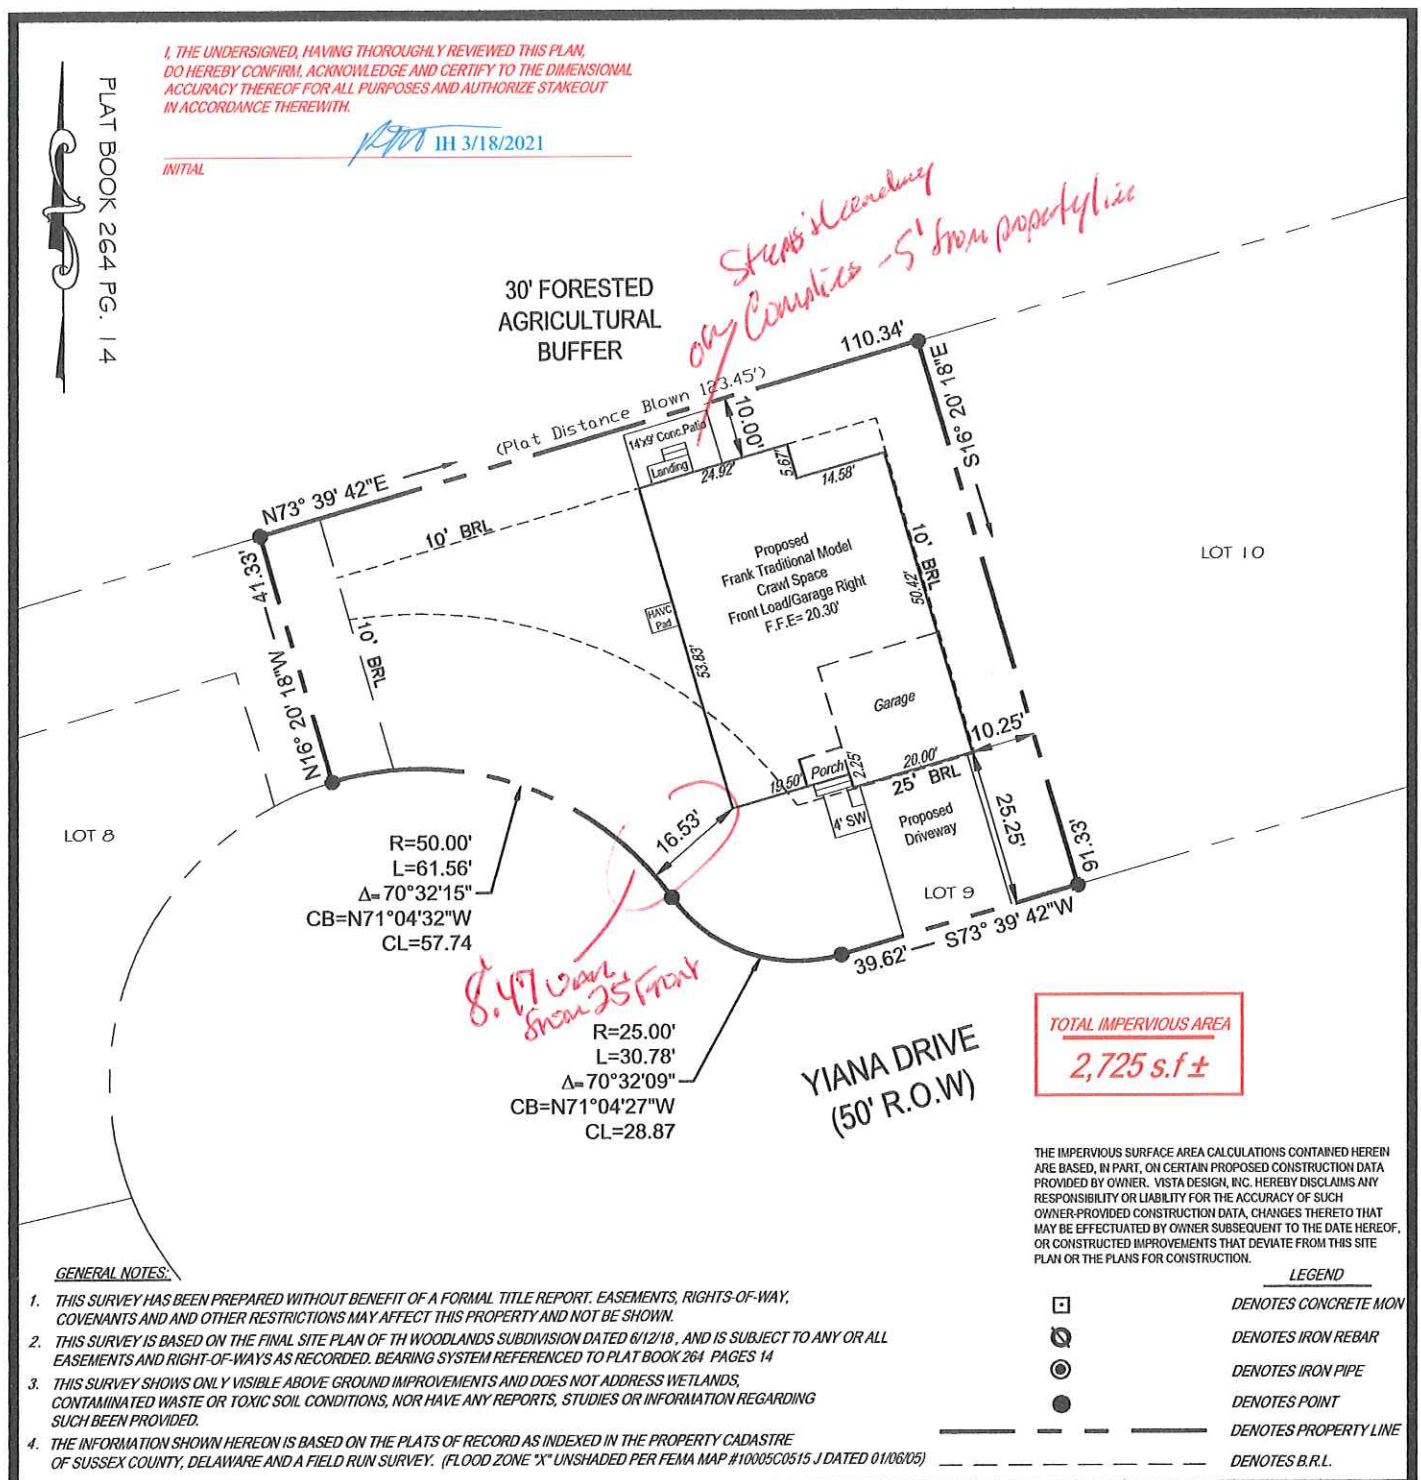 I, THE UNDERSIGNED, HAVING THOROUGHLY REVIEWED THIS PLAN,
DO HEREBY CONFIRM, ACKNOWLEDGE AND CERTIFY TO THE DIMENSIONAL
ACCURACY THEREOF FOR ALL PURPOSES AND AUTHORIZE STAKEOUT
IN ACCORDANCE THEREWITH.
IH 3/18/2021
INITIAL
PLAT BOOK 264 PG. 14
30' FORESTED
AGRICULTURAL
BUFFER
Steps & Landing
Complies - 5' from property line
110.34'
(Plat Distance Blown 123.45')
N73° 39' 42"E
S16° 20' 18"E
10.00'
14'x9' Conc.Patio
Landing
24.92'
5.67'
14.58'
10' BRL
41.33'
N16° 20' 18"W
10' BRL
10' BRL
50.42'
Proposed
Frank Traditional Model
Crawl Space
Front Load/Garage Right
F.F.E= 20.30'
HAVC
Pad
53.83'
LOT 10
Garage
10.25'
19.50'
Porch
2.25'
20.00'
25' BRL
4' SW
Proposed
Driveway
25.25'
91.33'
16.53'
LOT 8
LOT 9
R=50.00'
L=61.56'
Δ=70°32'15"
CB=N71°04'32"W
CL=57.74
39.62'
S73° 39' 42"W
8.47 var.
from 25' Front
R=25.00'
L=30.78'
Δ=70°32'09"
CB=N71°04'27"W
CL=28.87
YIANA DRIVE
(50' R.O.W)
TOTAL IMPERVIOUS AREA
2,725 s.f ±
THE IMPERVIOUS SURFACE AREA CALCULATIONS CONTAINED HEREIN
ARE BASED, IN PART, ON CERTAIN PROPOSED CONSTRUCTION DATA
PROVIDED BY OWNER. VISTA DESIGN, INC. HEREBY DISCLAIMS ANY
RESPONSIBILITY OR LIABILITY FOR THE ACCURACY OF SUCH
OWNER-PROVIDED CONSTRUCTION DATA, CHANGES THERETO THAT
MAY BE EFFECTUATED BY OWNER SUBSEQUENT TO THE DATE HEREOF,
OR CONSTRUCTED IMPROVEMENTS THAT DEVIATE FROM THIS SITE
PLAN OR THE PLANS FOR CONSTRUCTION.
GENERAL NOTES:
1. THIS SURVEY HAS BEEN PREPARED WITHOUT BENEFIT OF A FORMAL TITLE REPORT. EASEMENTS, RIGHTS-OF-WAY,
COVENANTS AND AND OTHER RESTRICTIONS MAY AFFECT THIS PROPERTY AND NOT BE SHOWN.
2. THIS SURVEY IS BASED ON THE FINAL SITE PLAN OF TH WOODLANDS SUBDIVISION DATED 6/12/18 , AND IS SUBJECT TO ANY OR ALL
EASEMENTS AND RIGHT-OF-WAYS AS RECORDED. BEARING SYSTEM REFERENCED TO PLAT BOOK 264 PAGES 14
3. THIS SURVEY SHOWS ONLY VISIBLE ABOVE GROUND IMPROVEMENTS AND DOES NOT ADDRESS WETLANDS,
CONTAMINATED WASTE OR TOXIC SOIL CONDITIONS, NOR HAVE ANY REPORTS, STUDIES OR INFORMATION REGARDING
SUCH BEEN PROVIDED.
4. THE INFORMATION SHOWN HEREON IS BASED ON THE PLATS OF RECORD AS INDEXED IN THE PROPERTY CADASTRE
OF SUSSEX COUNTY, DELAWARE AND A FIELD RUN SURVEY. (FLOOD ZONE "X" UNSHADED PER FEMA MAP #10005C0515 J DATED 01/06/05)
LEGEND
DENOTES CONCRETE MON
DENOTES IRON REBAR
DENOTES IRON PIPE
DENOTES POINT
DENOTES PROPERTY LINE
DENOTES B.R.L.